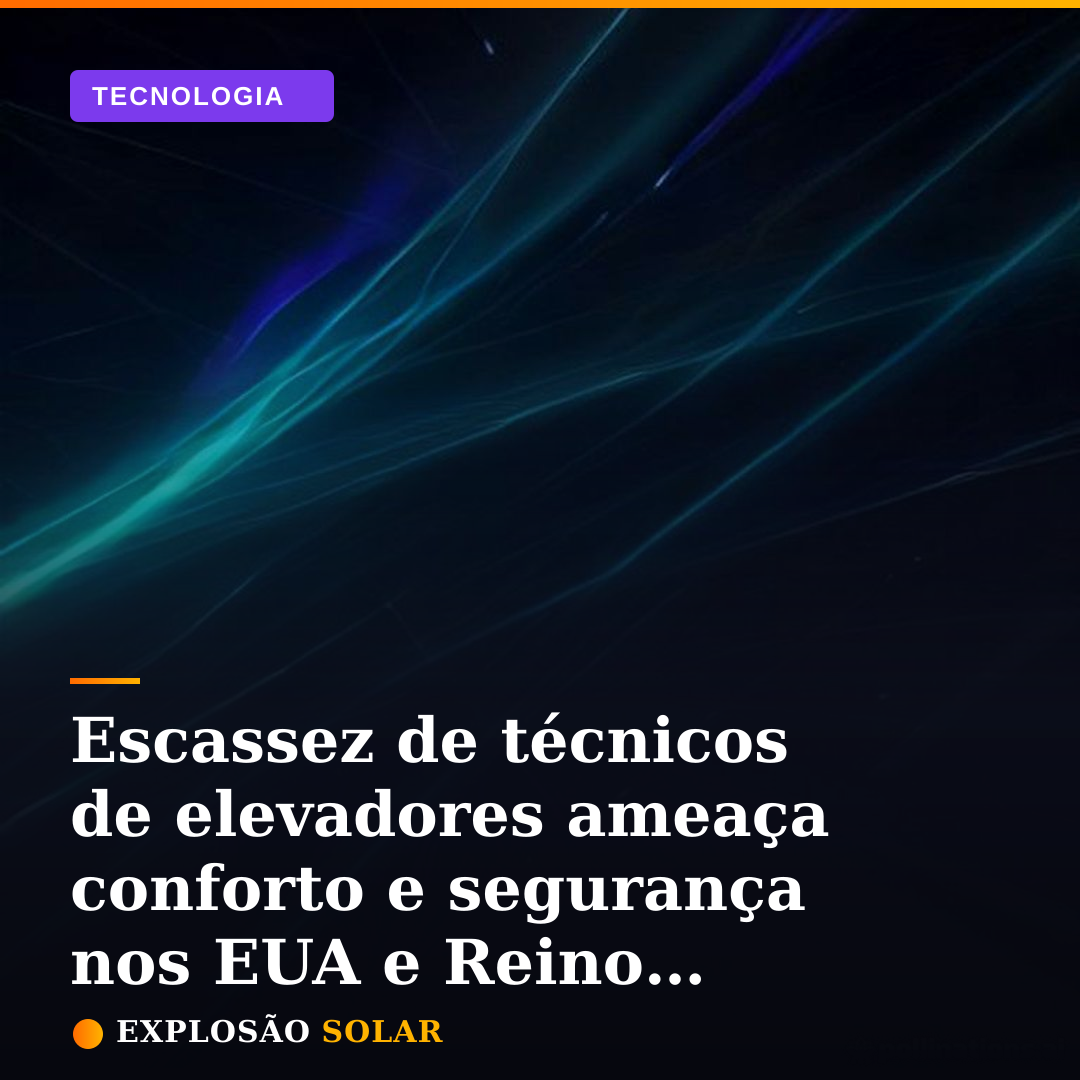 TECNOLOGIA
Escassez de técnicos
de elevadores ameaça
conforto e segurança
nos EUA e Reino...
EXPLOSÃO SOLAR